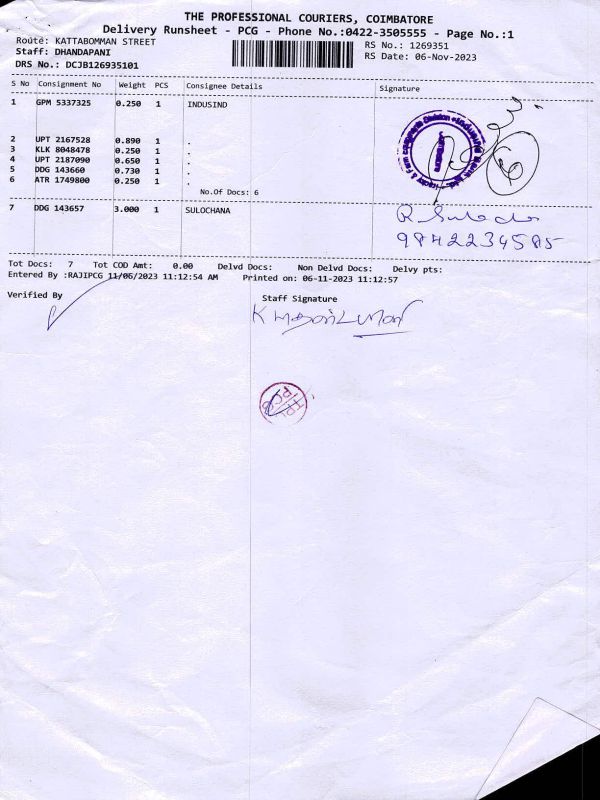 THE PROFESSIONAL COURIERS, COIMBATORE
Delivery Runsheet - PCG - Phone No.:0422-3505555 - Page No.:1
Route: KATTABOMMAN STREET
RS No.: 1269351
Staff: DHANDAPANI
RS Date: 06-Nov-2023
DRS No.: DCJB126935101
S No Consignment No Weight PCS Consignee Details Signature
1 GPM 5337325 0.250 1 INDUSIND
2 UPT 2167528 0.890 1 .
3 KLK 8048478 0.250 1 .
4 UPT 2187090 0.650 1 .
5 DDG 143660 0.730 1 .
6 ATR 1749800 0.250 1 .
No.Of Docs: 6
7 DDG 143657 3.000 1 SULOCHANA
9842234585
Tot Docs: 7 Tot COD Amt: 0.00 Delvd Docs: Non Delvd Docs: Delvy pts:
Entered By :RAJIPCG 11/06/2023 11:12:54 AM Printed on: 06-11-2023 11:12:57
Verified By
Staff Signature